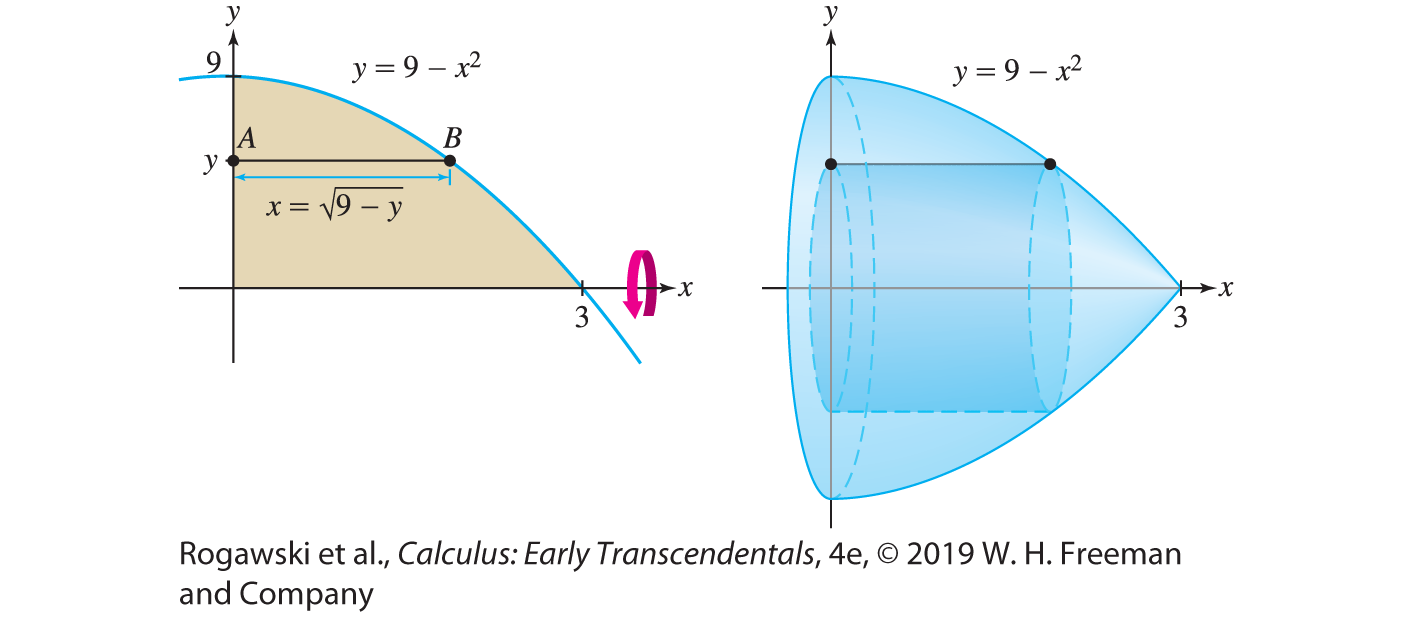 y
9
y = 9 – x²
A
B
y
x = √9 – y
x
3
y
y = 9 – x²
x
3
Rogawski et al., Calculus: Early Transcendentals, 4e, © 2019 W. H. Freeman
and Company